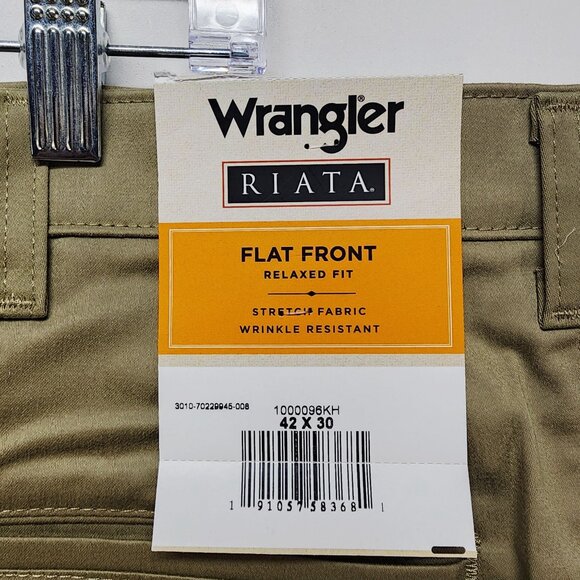 Wrangler
RIATA®
FLAT FRONT
RELAXED FIT
STRETCH FABRIC
WRINKLE RESISTANT
3010-70229945-008
1000096KH
42 X 30
1 91057 58368 1